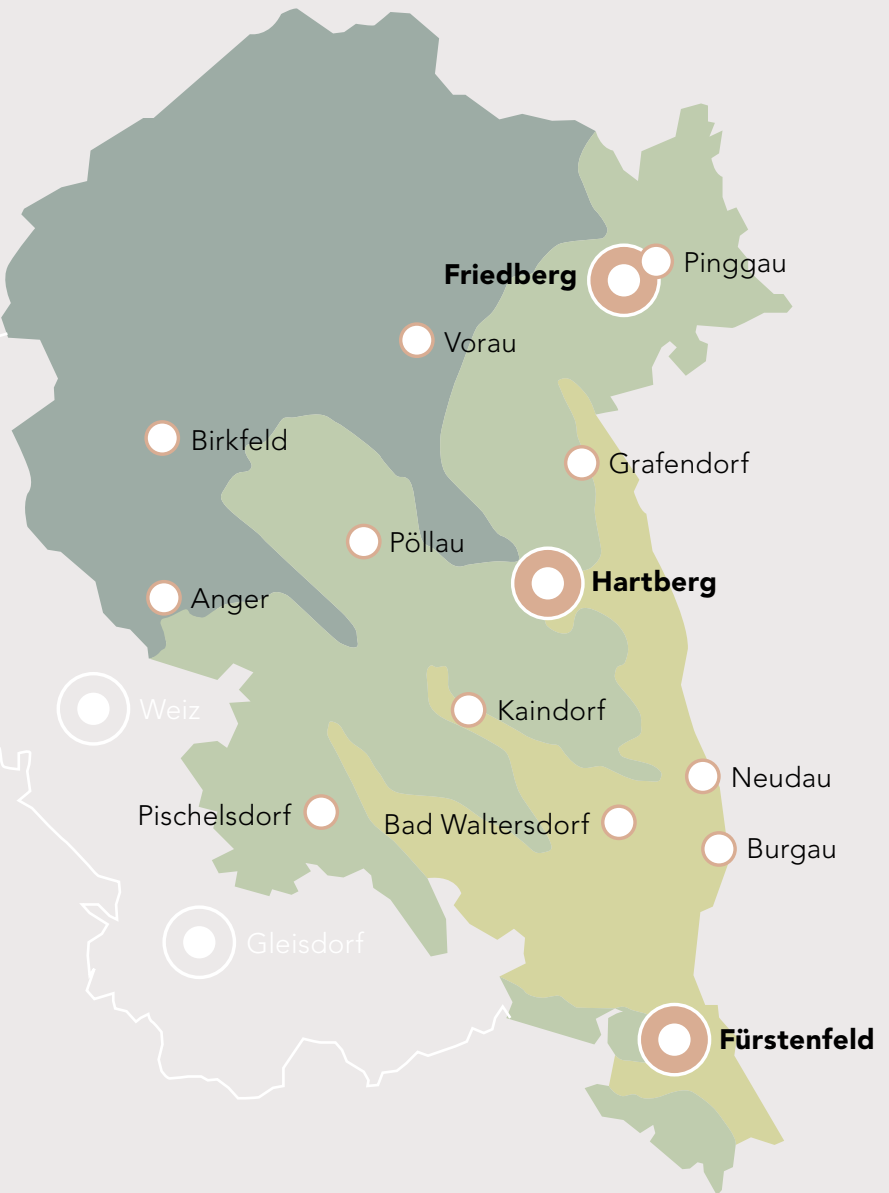 Pinggau
Friedberg
Vorau
Birkfeld
Grafendorf
Pöllau
Hartberg
Anger
Weiz
Kaindorf
Neudau
Pischelsdorf
Bad Waltersdorf
Burgau
Gleisdorf
Fürstenfeld